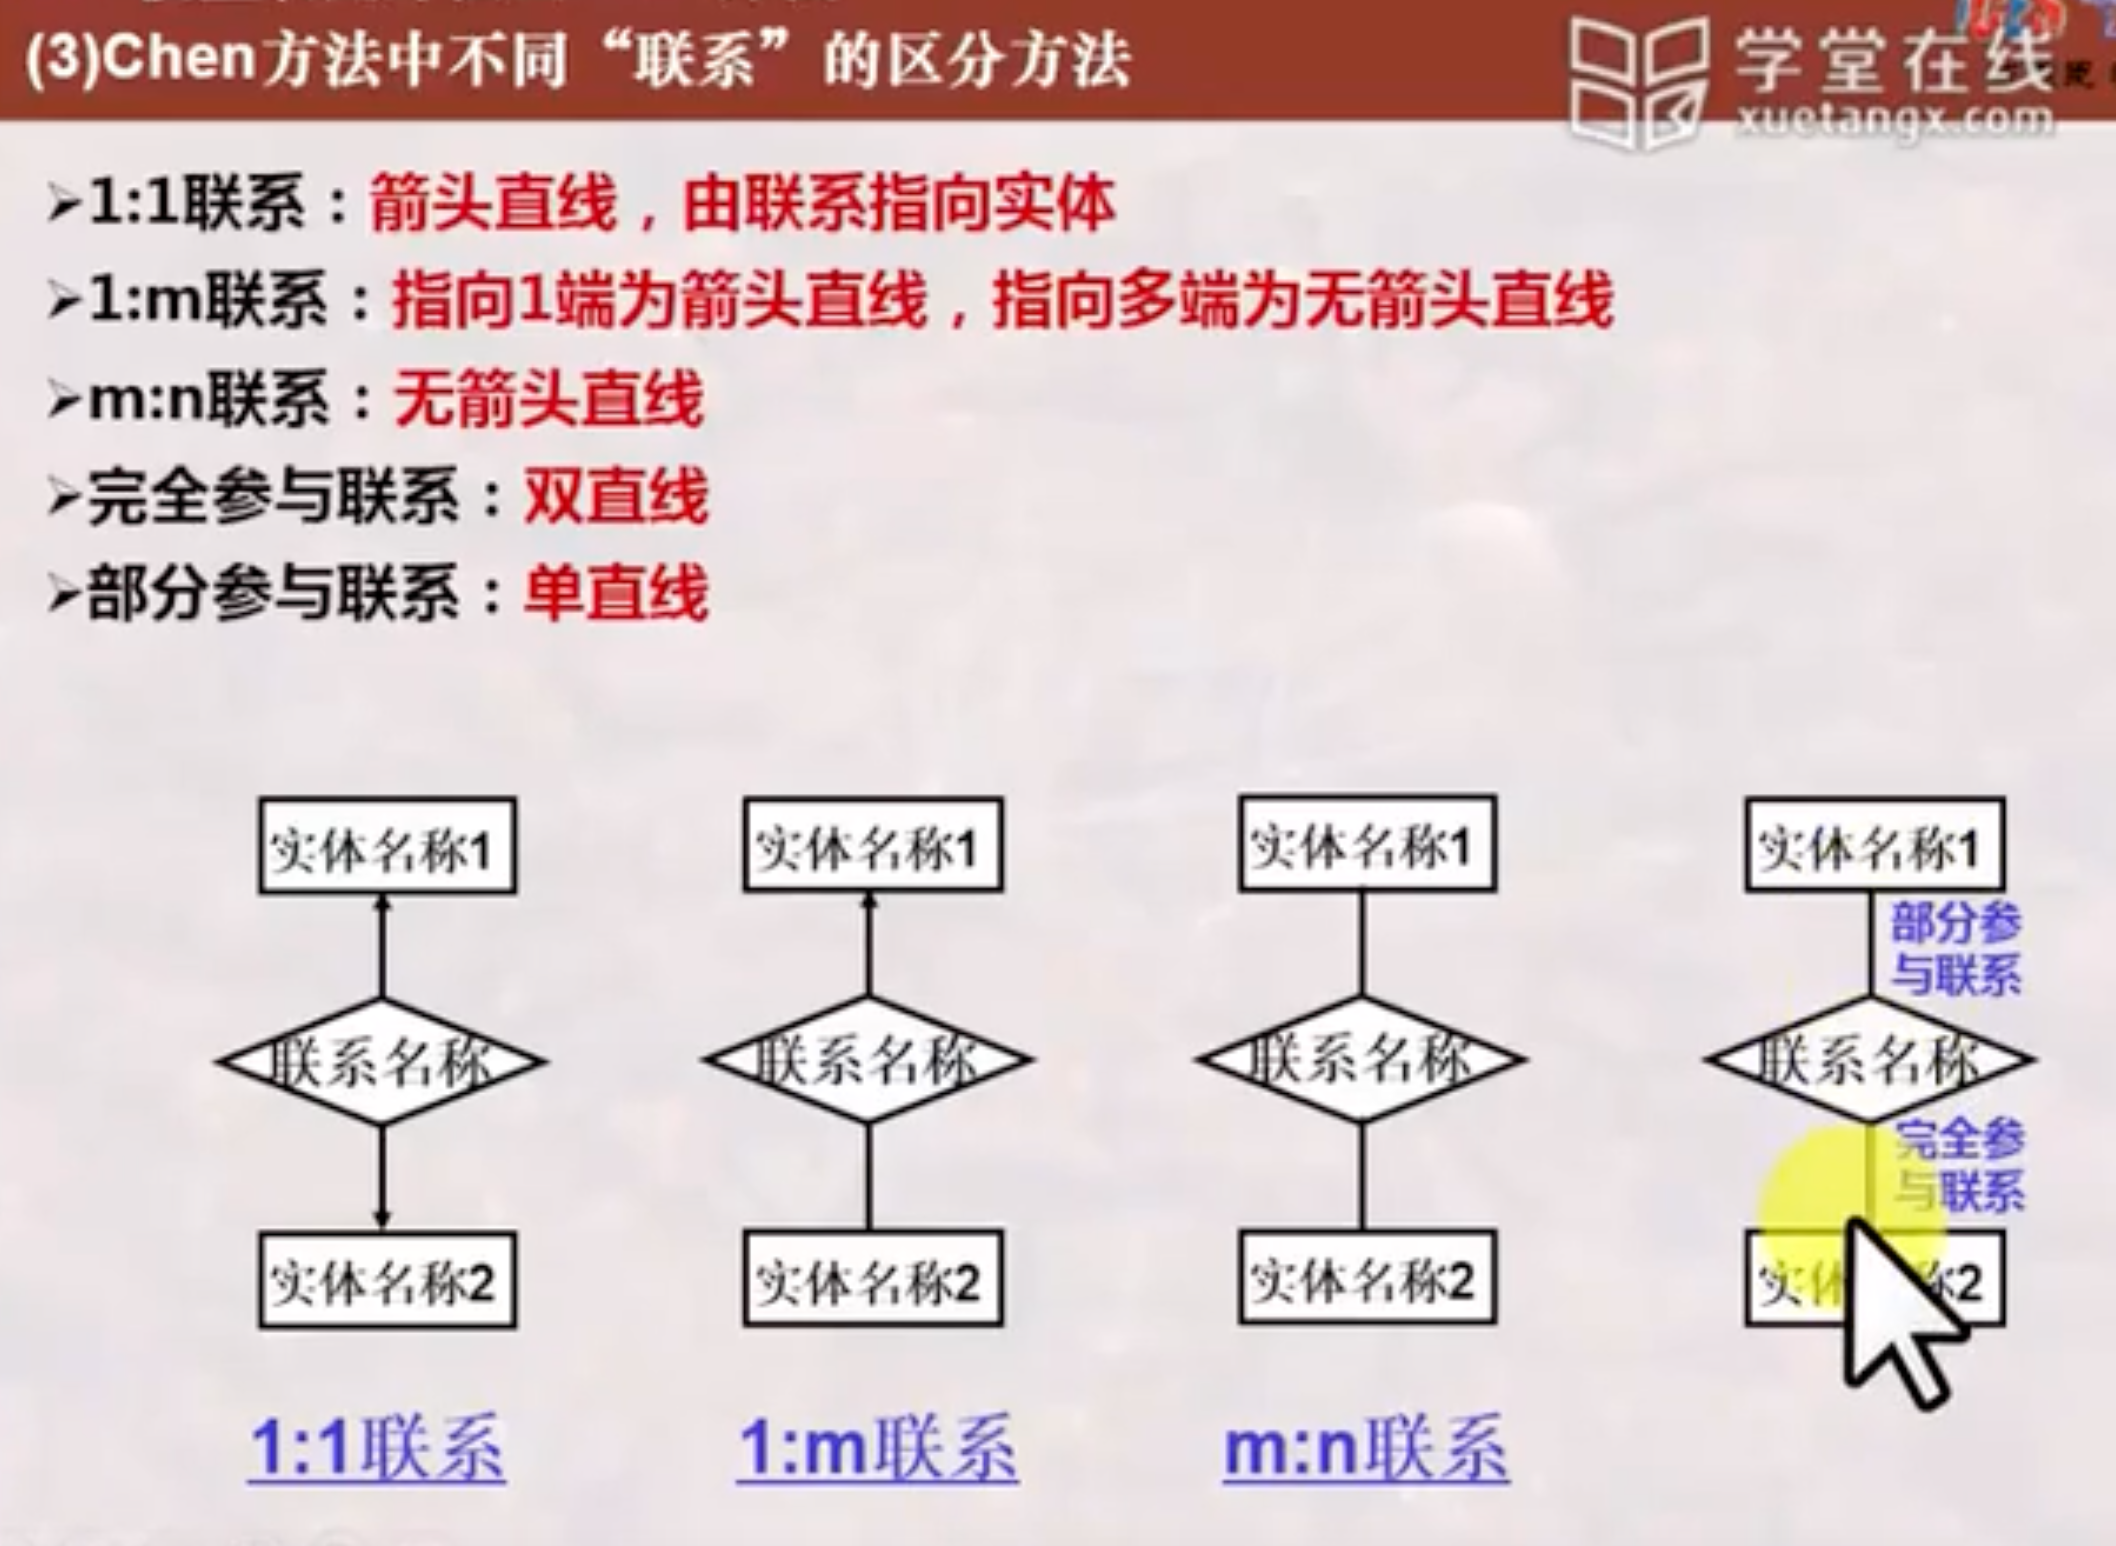 (3)Chen方法中不同“联系”的区分方法
学堂在线
xuetangx.com
➢1:1联系：箭头直线，由联系指向实体
➢1:m联系：指向1端为箭头直线，指向多端为无箭头直线
➢m:n联系：无箭头直线
➢完全参与联系：双直线
➢部分参与联系：单直线
实体名称1 实体名称1 实体名称1 实体名称1
部分参
与联系
联系名称 联系名称 联系名称 联系名称
完全参
与联系
实体名称2 实体名称2 实体名称2 实体 称2
1:1联系 1:m联系 m:n联系